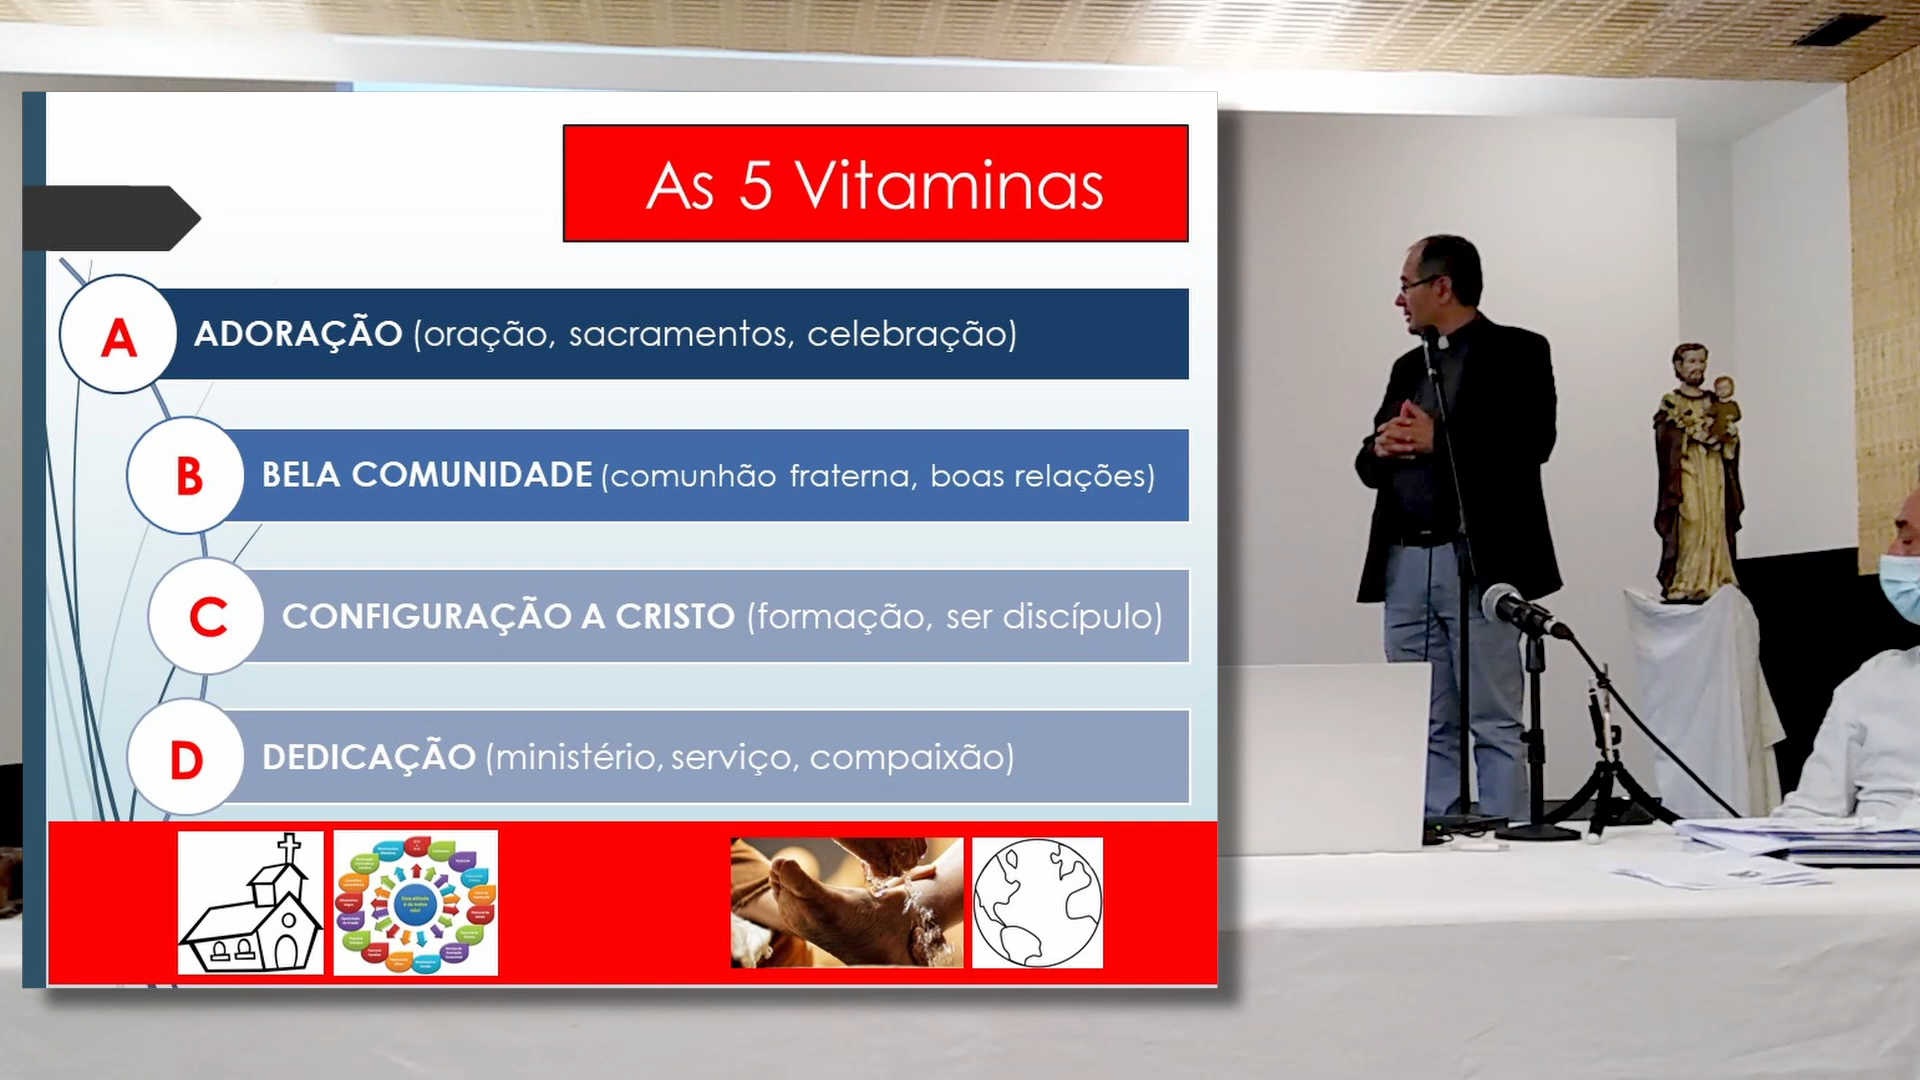 As 5 Vitaminas
A ADORAÇÃO (oração, sacramentos, celebração)
B BELA COMUNIDADE (comunhão fraterna, boas relações)
C CONFIGURAÇÃO A CRISTO (formação, ser discípulo)
D DEDICAÇÃO (ministério, serviço, compaixão)